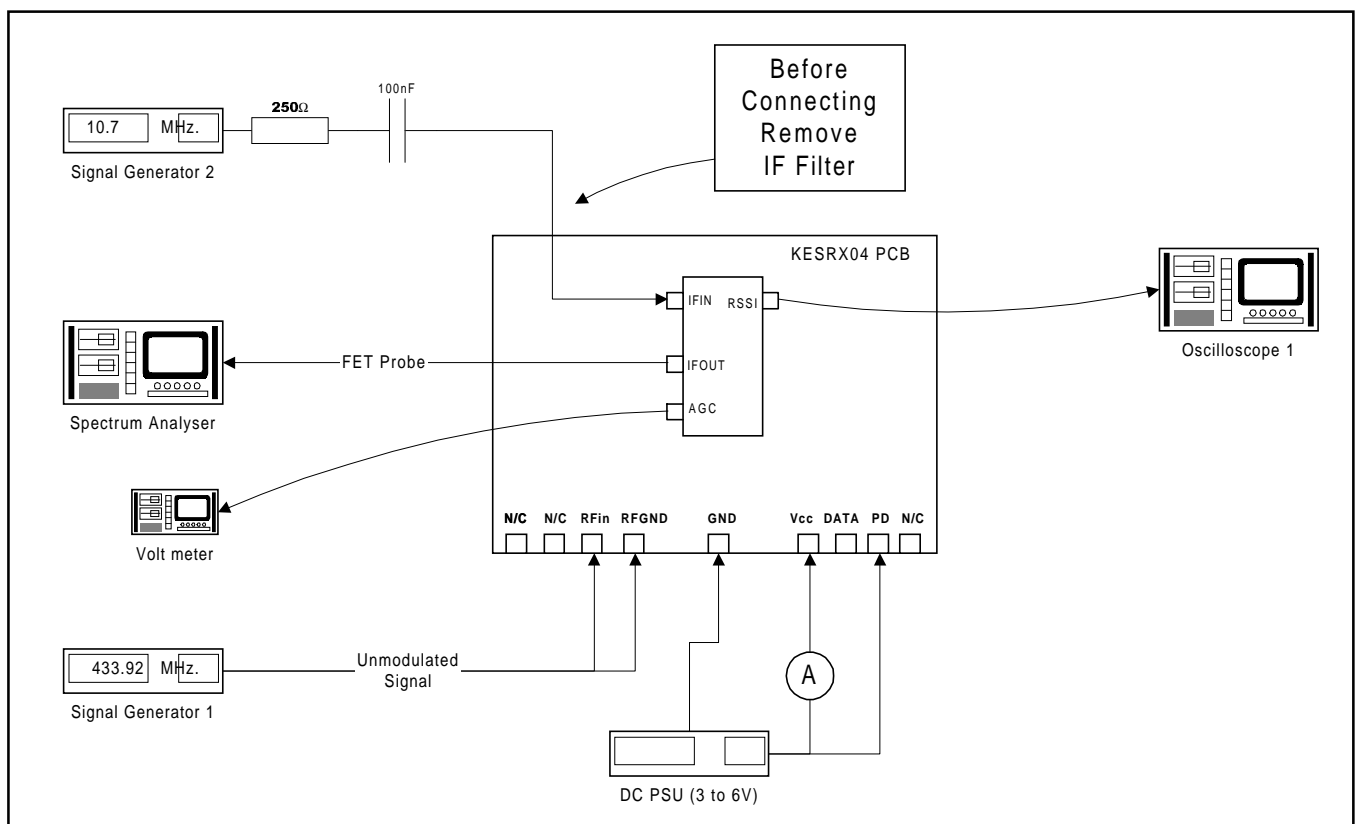 Before
Connecting
Remove
IF Filter
100nF
250Ω
10.7 MHz.
Signal Generator 2
KESRX04 PCB
IFIN RSSI
Oscilloscope 1
FET Probe
IFOUT
Spectrum Analyser
AGC
N/C N/C RFin RFGND GND Vcc DATA PD N/C
Volt meter
Unmodulated
Signal
433.92 MHz.
Signal Generator 1
A
DC PSU (3 to 6V)